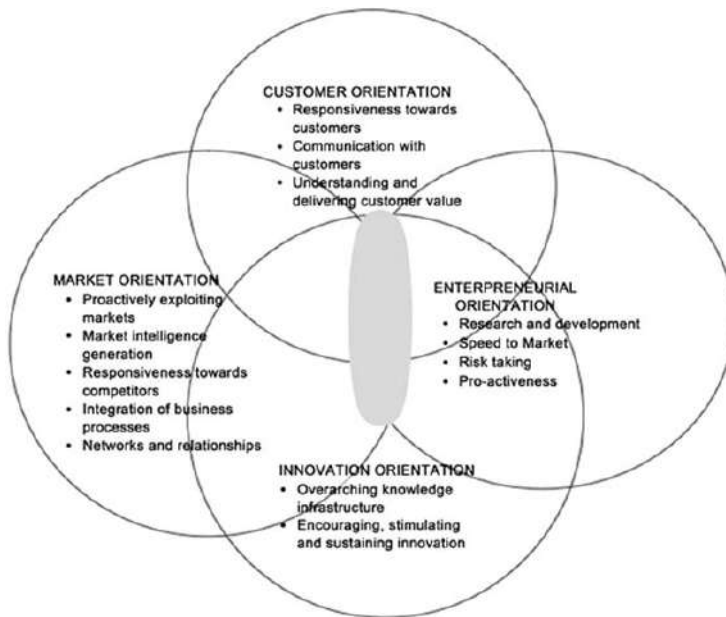 CUSTOMER ORIENTATION
• Responsiveness towards
customers
• Communication with
customers
• Understanding and
delivering customer value
MARKET ORIENTATION
• Proactively exploiting
markets
• Market intelligence
generation
• Responsiveness towards
competitors
• Integration of business
processes
• Networks and relationships
ENTERPRENEURIAL
ORIENTATION
• Research and development
• Speed to Market
• Risk taking
• Pro-activeness
INNOVATION ORIENTATION
• Overarching knowledge
infrastructure
• Encouraging, stimulating
and sustaining innovation